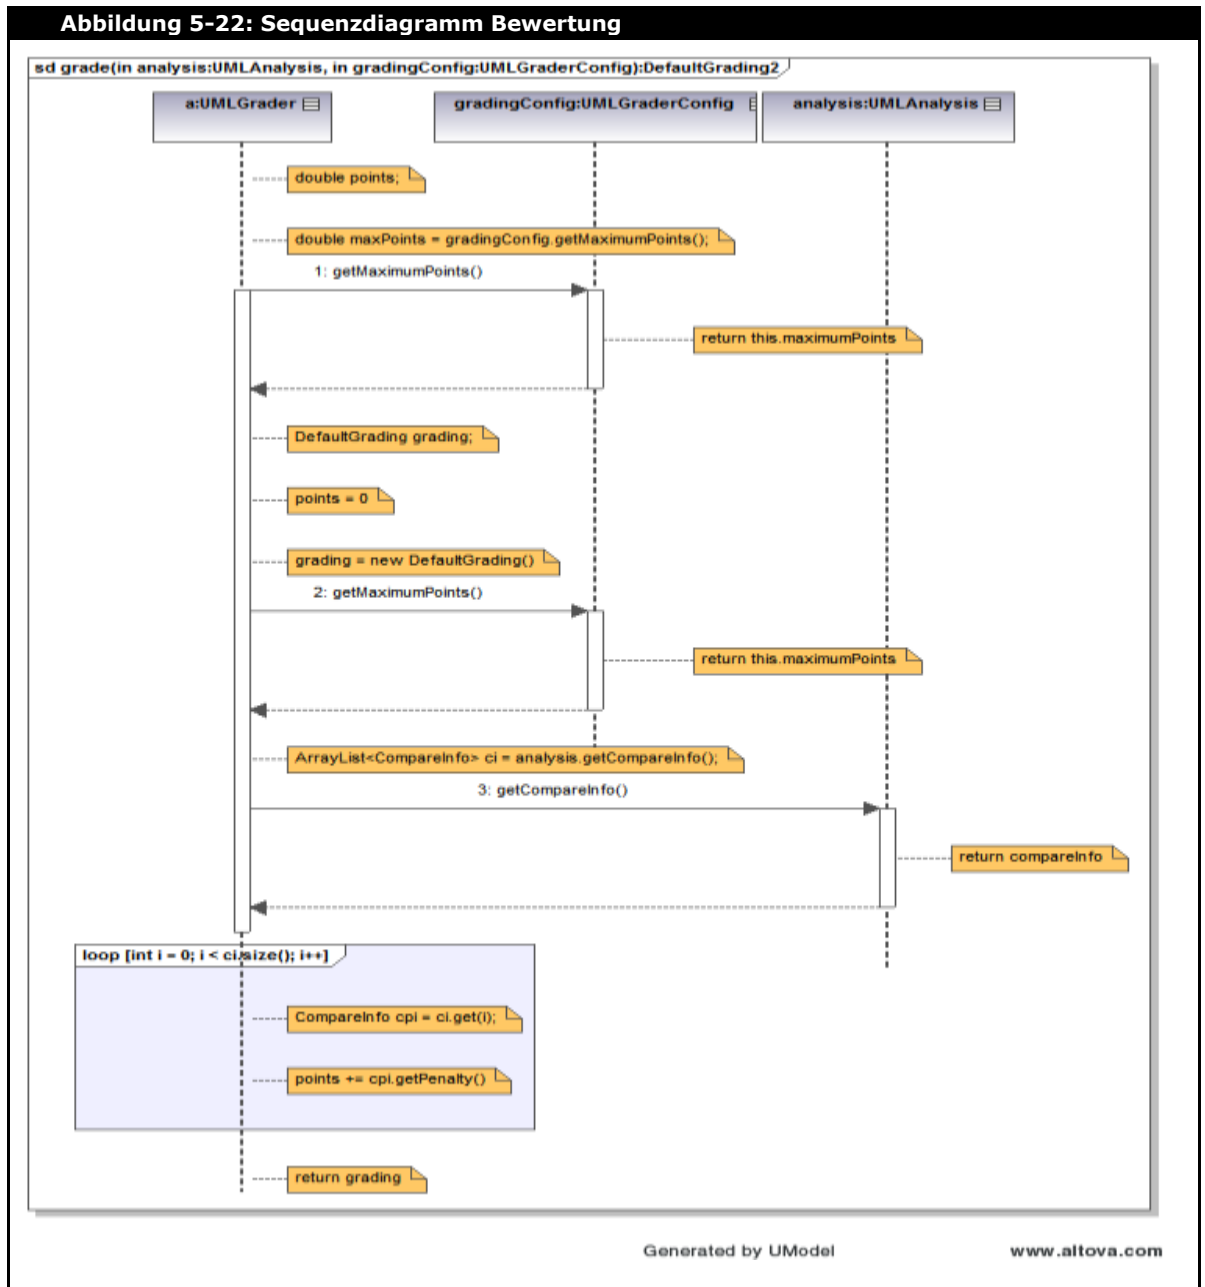 Abbildung 5-22: Sequenzdiagramm Bewertung
sd grade(in analysis:UMLAnalysis, in gradingConfig:UMLGraderConfig):DefaultGrading2
a:UMLGrader
gradingConfig:UMLGraderConfig
analysis:UMLAnalysis
double points;
double maxPoints = gradingConfig.getMaximumPoints();
1: getMaximumPoints()
return this.maximumPoints
DefaultGrading grading;
points = 0
grading = new DefaultGrading()
2: getMaximumPoints()
return this.maximumPoints
ArrayList<CompareInfo> ci = analysis.getCompareInfo();
3: getCompareInfo()
return compareInfo
loop [int i = 0; i < ci.size(); i++]
CompareInfo cpi = ci.get(i);
points += cpi.getPenalty()
return grading
Generated by UModel
www.altova.com